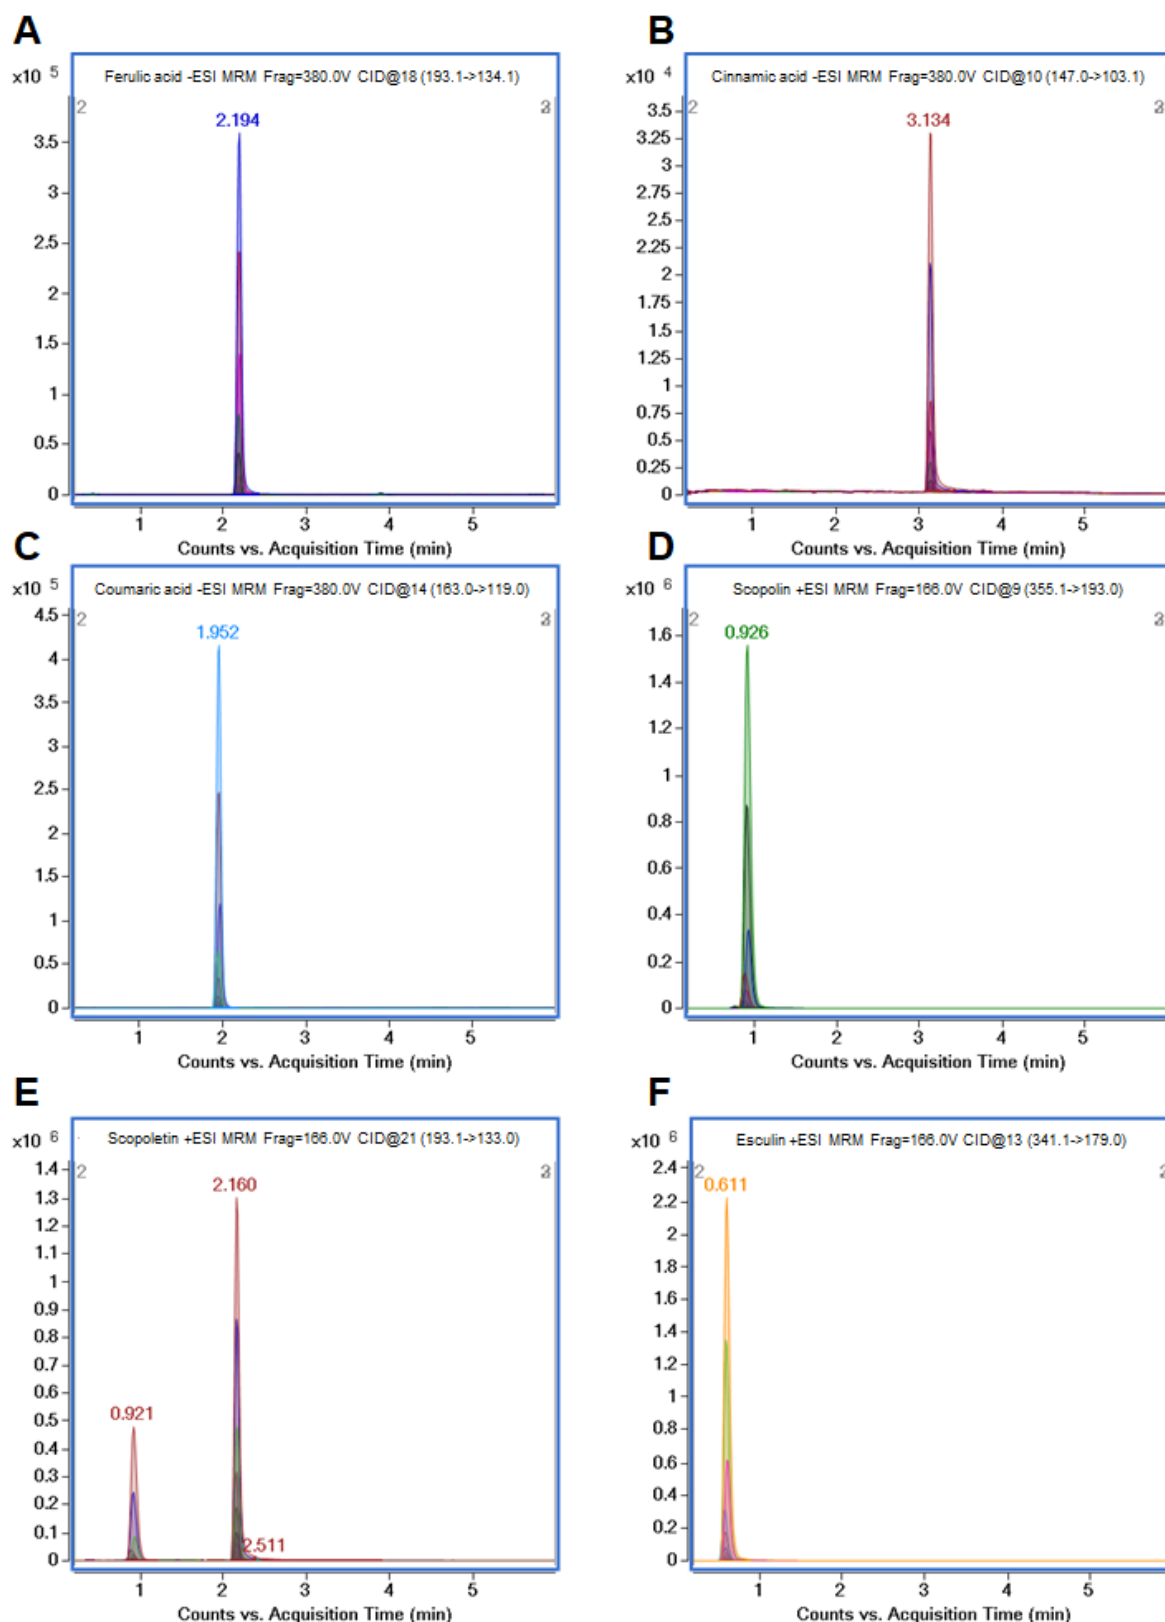 A
x10 5
Ferulic acid -ESI MRM Frag=380.0V CID@18 (193.1->134.1)
2
2.194
3.5
3
2.5
2
1.5
1
0.5
0
1 2 3 4 5
Counts vs. Acquisition Time (min)
B
x10 4
Cinnamic acid -ESI MRM Frag=380.0V CID@10 (147.0->103.1)
2
3.134
3.5
3.25
3
2.75
2.5
2.25
2
1.75
1.5
1.25
1
0.75
0.5
0.25
0
1 2 3 4 5
Counts vs. Acquisition Time (min)
C
x10 5
Coumaric acid -ESI MRM Frag=380.0V CID@14 (163.0->119.0)
2
1.952
4.5
4
3.5
3
2.5
2
1.5
1
0.5
0
1 2 3 4 5
Counts vs. Acquisition Time (min)
D
x10 6
Scopolin +ESI MRM Frag=166.0V CID@9 (355.1->193.0)
2
0.926
1.6
1.4
1.2
1
0.8
0.6
0.4
0.2
0
1 2 3 4 5
Counts vs. Acquisition Time (min)
E
x10 6
Scopoletin +ESI MRM Frag=166.0V CID@21 (193.1->133.0)
2
2.160
0.921
2.511
1.4
1.3
1.2
1.1
1
0.9
0.8
0.7
0.6
0.5
0.4
0.3
0.2
0.1
0
1 2 3 4 5
Counts vs. Acquisition Time (min)
F
x10 6
Esculin +ESI MRM Frag=166.0V CID@13 (341.1->179.0)
2
0.611
2.4
2.2
2
1.8
1.6
1.4
1.2
1
0.8
0.6
0.4
0.2
0
1 2 3 4 5
Counts vs. Acquisition Time (min)